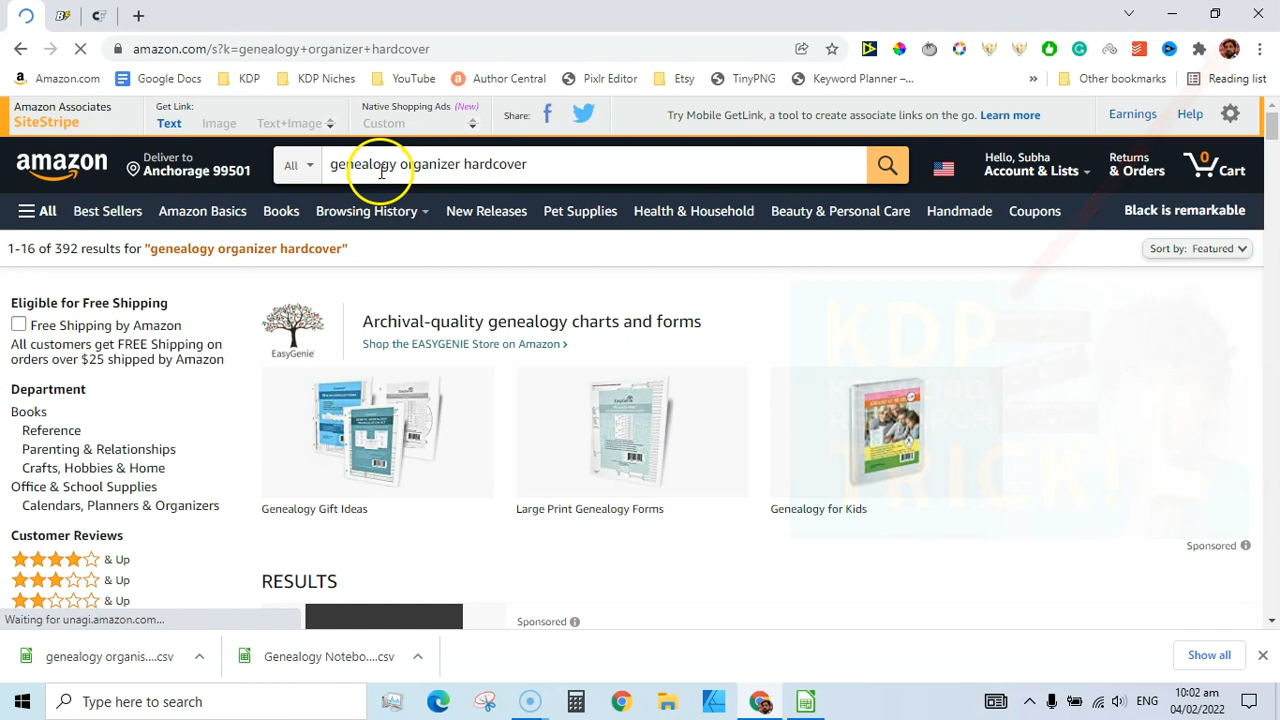 amazon.com/s?k=genealogy+organizer+hardcover
Amazon.com
Google Docs
KDP
KDP Niches
YouTube
Author Central
Pixlr Editor
Etsy
TinyPNG
Keyword Planner –...
»
Other bookmarks
Reading list
Amazon Associates
SiteStripe
Get Link:
Text
Image
Text+Image
Native Shopping Ads (New)
Custom
Share:
Try Mobile GetLink, a tool to create associate links on the go. Learn more
Earnings
Help
amazon
Deliver to
Anchorage 99501
All
genealogy organizer hardcover
Hello, Subha
Account & Lists
Returns
& Orders
0
Cart
All
Best Sellers
Amazon Basics
Books
Browsing History
New Releases
Pet Supplies
Health & Household
Beauty & Personal Care
Handmade
Coupons
Black is remarkable
1-16 of 392 results for "genealogy organizer hardcover"
Sort by: Featured
Eligible for Free Shipping
Free Shipping by Amazon
All customers get FREE Shipping on
orders over $25 shipped by Amazon
Department
Books
Reference
Parenting & Relationships
Crafts, Hobbies & Home
Office & School Supplies
Calendars, Planners & Organizers
Customer Reviews
& Up
& Up
& Up
EasyGenie
Archival-quality genealogy charts and forms
Shop the EASYGENIE Store on Amazon ›
Genealogy Gift Ideas
Large Print Genealogy Forms
Genealogy for Kids
KDP
TRICK!
Sponsored
RESULTS
Sponsored
Waiting for unagi.amazon.com...
genealogy organis....csv
Genealogy Notebo....csv
Show all
Type here to search
ENG
10:02 am
04/02/2022